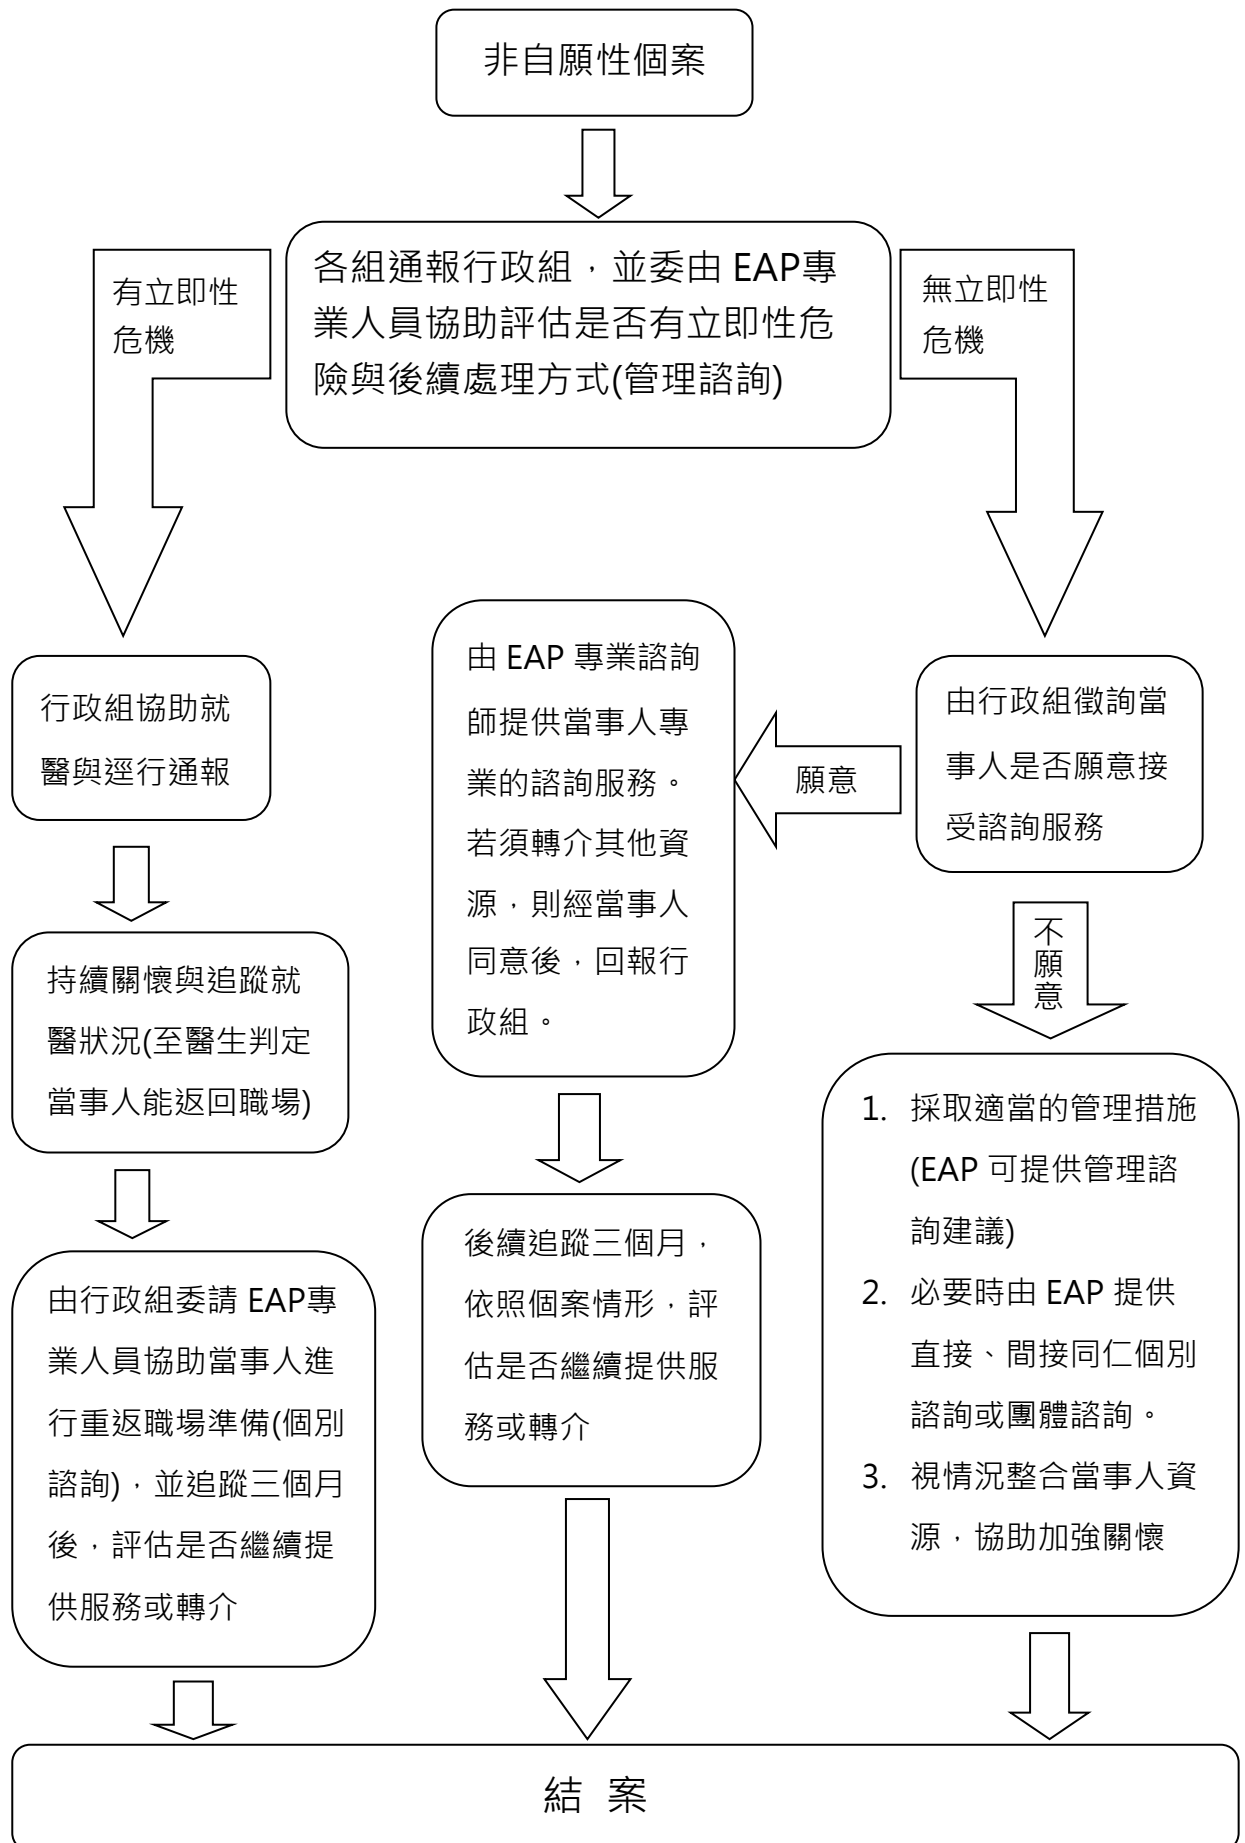 非自願性個案
各組通報行政組，並委由 EAP專
業人員協助評估是否有立即性危
險與後續處理方式(管理諮詢)
有立即性
危機
無立即性
危機
行政組協助就
醫與逕行通報
持續關懷與追蹤就
醫狀況(至醫生判定
當事人能返回職場)
由行政組委請 EAP專
業人員協助當事人進
行重返職場準備(個別
諮詢)，並追蹤三個月
後，評估是否繼續提
供服務或轉介
由行政組徵詢當
事人是否願意接
受諮詢服務
願意
由 EAP 專業諮詢
師提供當事人專
業的諮詢服務。
若須轉介其他資
源，則經當事人
同意後，回報行
政組。
後續追蹤三個月，
依照個案情形，評
估是否繼續提供服
務或轉介
不
願
意
1. 採取適當的管理措施
(EAP 可提供管理諮
詢建議)
2. 必要時由 EAP 提供
直接、間接同仁個別
諮詢或團體諮詢。
3. 視情況整合當事人資
源，協助加強關懷
結 案